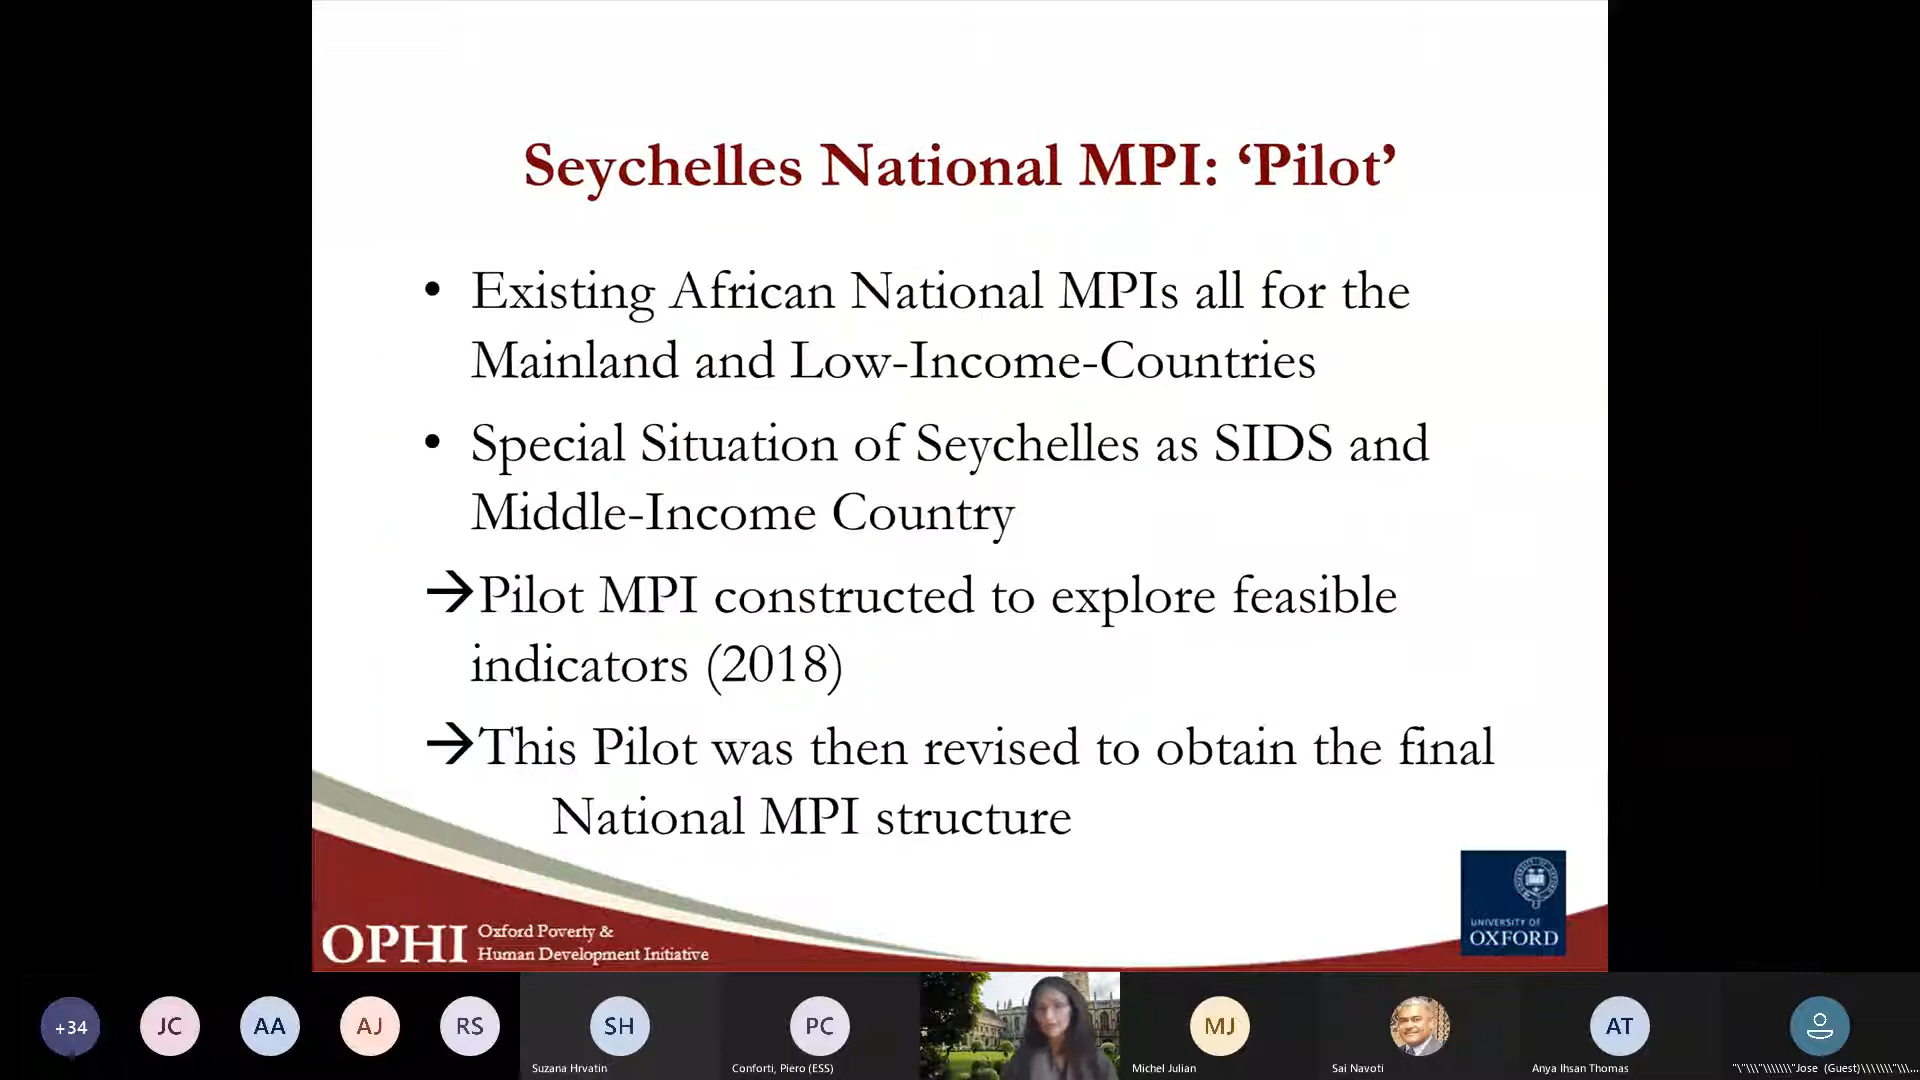 Seychelles National MPI: ‘Pilot’
• Existing African National MPIs all for the
Mainland and Low-Income-Countries
• Special Situation of Seychelles as SIDS and
Middle-Income Country
→Pilot MPI constructed to explore feasible
indicators (2018)
→This Pilot was then revised to obtain the final
National MPI structure
OPHI
Oxford Poverty &
Human Development Initiative
UNIVERSITY OF
OXFORD
+34
JC
AA
AJ
RS
SH
Suzana Hrvatin
PC
Conforti, Piero (ESS)
MJ
Michel Julian
Sai Navoti
AT
Anya Ihsan Thomas
"\"\\\"\\\\\\\"Jose (Guest)\\\\\\\"\\...